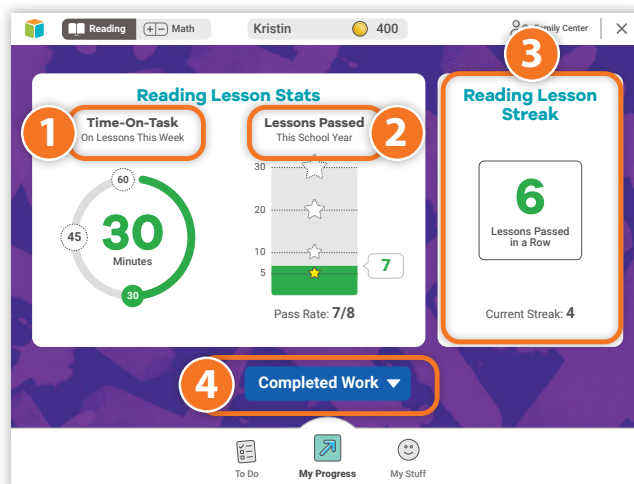 Reading
Math
Kristin
400
Family Center
3
Reading Lesson Stats
1
Time-On-Task
On Lessons This Week
60
45
30
Minutes
30
Lessons Passed
This School Year
2
30
20
10
5
7
Pass Rate: 7/8
Reading Lesson
Streak
6
Lessons Passed
in a Row
Current Streak: 4
4
Completed Work
To Do
My Progress
My Stuff